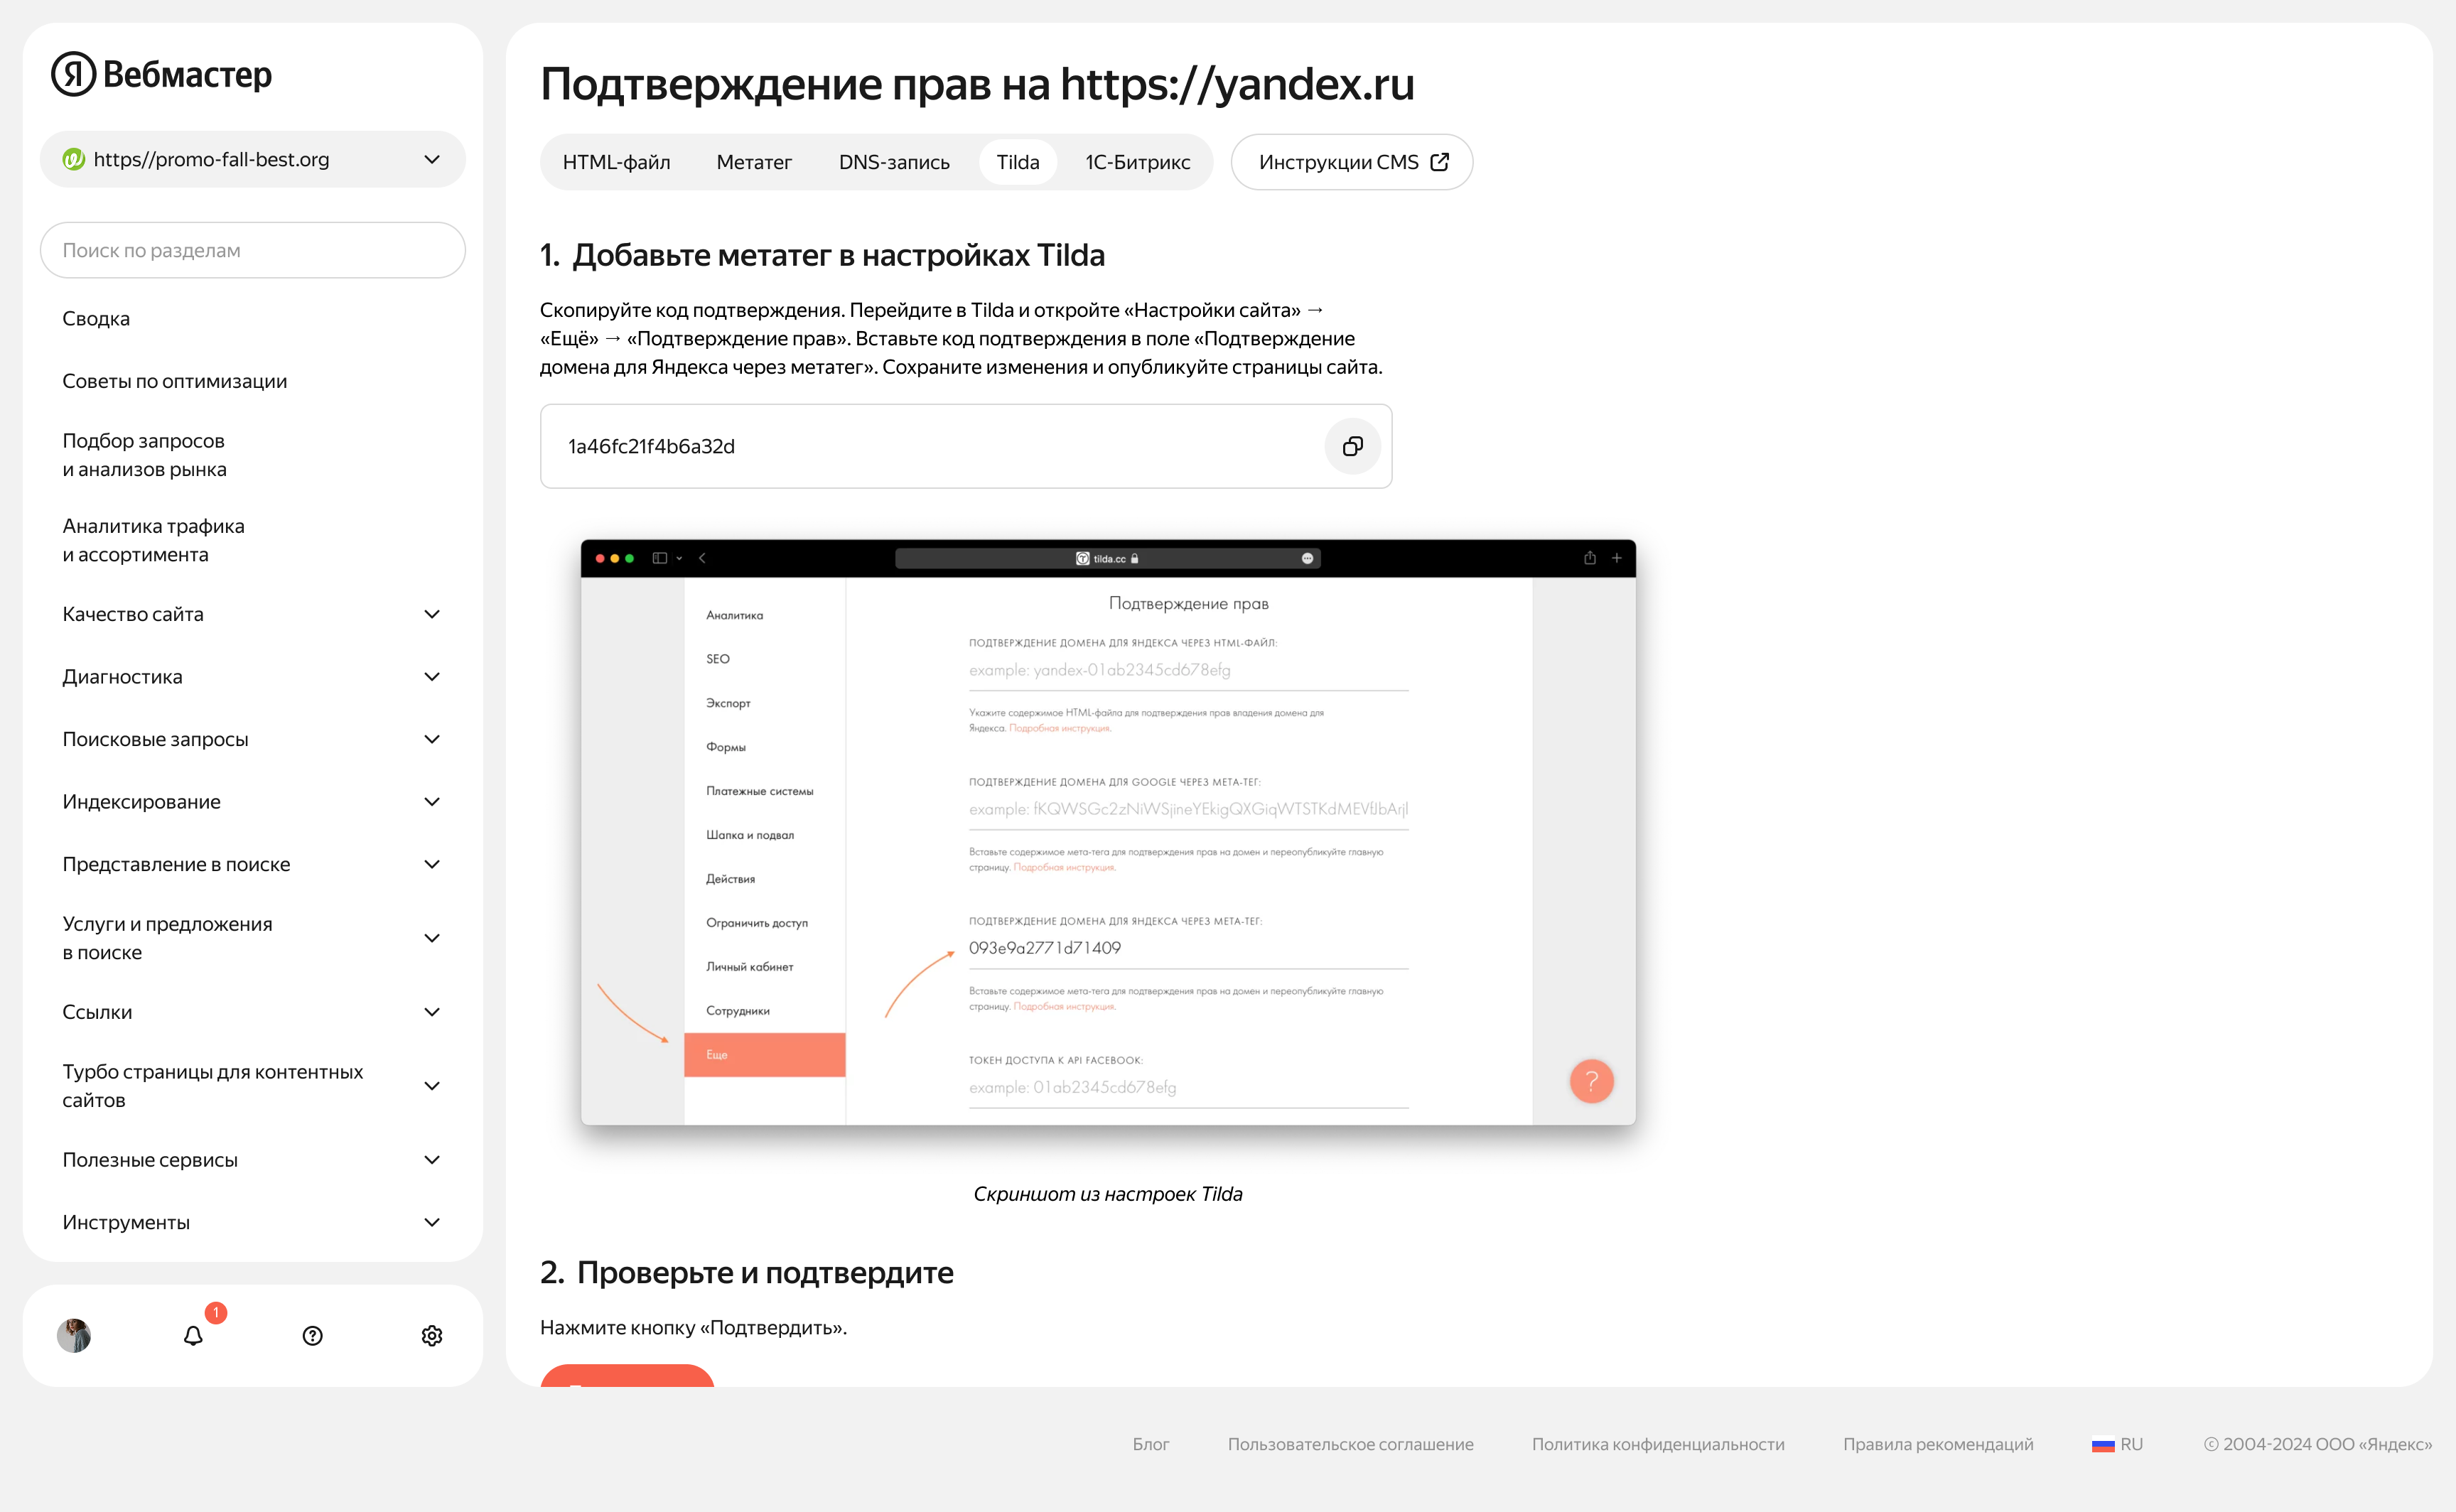 Я Вебмастер
https//promo-fall-best.org
Поиск по разделам
Сводка
Советы по оптимизации
Подбор запросов
и анализов рынка
Аналитика трафика
и ассортимента
Качество сайта
Диагностика
Поисковые запросы
Индексирование
Представление в поиске
Услуги и предложения
в поиске
Ссылки
Турбо страницы для контентных
сайтов
Полезные сервисы
Инструменты
1
Подтверждение прав на https://yandex.ru
HTML-файл
Метатег
DNS-запись
Tilda
1С-Битрикс
Инструкции CMS
1. Добавьте метатег в настройках Tilda
Скопируйте код подтверждения. Перейдите в Tilda и откройте «Настройки сайта» →
«Ещё» → «Подтверждение прав». Вставьте код подтверждения в поле «Подтверждение
домена для Яндекса через метатег». Сохраните изменения и опубликуйте страницы сайта.
1a46fc21f4b6a32d
tilda.cc
Аналитика
SEO
Экспорт
Формы
Платежные системы
Шапка и подвал
Действия
Ограничить доступ
Личный кабинет
Сотрудники
Еще
Подтверждение прав
ПОДТВЕРЖДЕНИЕ ДОМЕНА ДЛЯ ЯНДЕКСА ЧЕРЕЗ HTML-ФАЙЛ:
example: yandex-01ab2345cd678efg
Укажите содержимое HTML-файла для подтверждения прав владения домена для
Яндекса. Подробная инструкция.
ПОДТВЕРЖДЕНИЕ ДОМЕНА ДЛЯ GOOGLE ЧЕРЕЗ МЕТА-ТЕГ:
example: fKQWSGc2zNiWSjineYEkigQXGiqWTSTKdMEVfJbArjI
Вставьте содержимое мета-тега для подтверждения прав на домен и переопубликуйте главную
страницу. Подробная инструкция.
ПОДТВЕРЖДЕНИЕ ДОМЕНА ДЛЯ ЯНДЕКСА ЧЕРЕЗ МЕТА-ТЕГ:
093e9a2771d71409
Вставьте содержимое мета-тега для подтверждения прав на домен и переопубликуйте главную
страницу. Подробная инструкция.
ТОКЕН ДОСТУПА К API FACEBOOK:
example: 01ab2345cd678efg
?
Скриншот из настроек Tilda
2. Проверьте и подтвердите
Нажмите кнопку «Подтвердить».
Блог
Пользовательское соглашение
Политика конфиденциальности
Правила рекомендаций
RU
© 2004-2024 ООО «Яндекс»